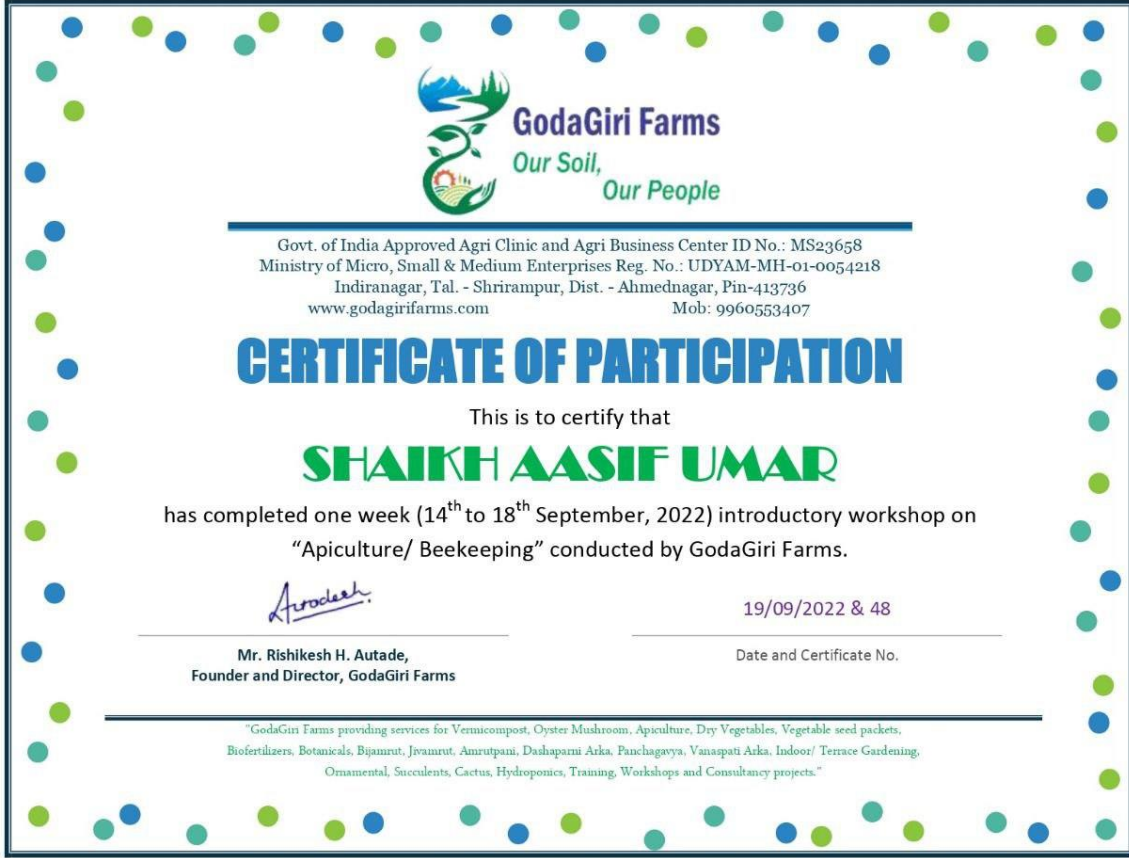 GodaGiri Farms
Our Soil,
Our People
Govt. of India Approved Agri Clinic and Agri Business Center ID No.: MS23658
Ministry of Micro, Small & Medium Enterprises Reg. No.: UDYAM-MH-01-0054218
Indiranagar, Tal. - Shrirampur, Dist. - Ahmednagar, Pin-413736
www.godagirifarms.com Mob: 9960553407
CERTIFICATE OF PARTICIPATION
This is to certify that
SHAIKH AASIF UMAR
has completed one week (14th to 18th September, 2022) introductory workshop on
“Apiculture/ Beekeeping” conducted by GodaGiri Farms.
19/09/2022 & 48
Mr. Rishikesh H. Autade,
Founder and Director, GodaGiri Farms
Date and Certificate No.
"GodaGiri Farms providing services for Vermicompost, Oyster Mushroom, Apiculture, Dry Vegetables, Vegetable seed packets,
Biofertilizers, Botanicals, Bijamrut, Jivamrut, Amrutpani, Dashaparni Arka, Panchagavya, Vanaspati Arka, Indoor/ Terrace Gardening,
Ornamental, Succulents, Cactus, Hydroponics, Training, Workshops and Consultancy projects."